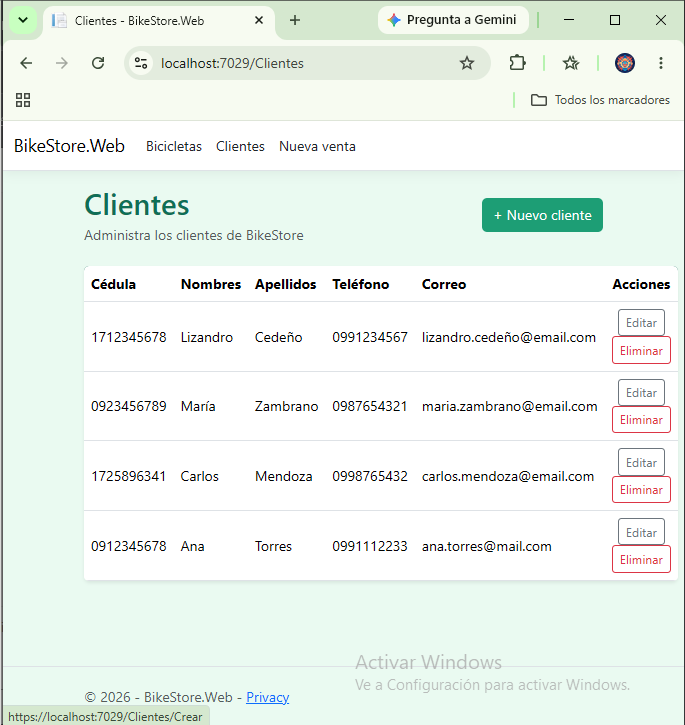 Clientes - BikeStore.Web
Pregunta a Gemini
localhost:7029/Clientes
Todos los marcadores
BikeStore.Web Bicicletas Clientes Nueva venta
Clientes
Administra los clientes de BikeStore
+ Nuevo cliente
Cédula Nombres Apellidos Teléfono Correo Acciones
1712345678 Lizandro Cedeño 0991234567 lizandro.cedeño@email.com Editar
Eliminar
0923456789 María Zambrano 0987654321 maria.zambrano@email.com Editar
Eliminar
1725896341 Carlos Mendoza 0998765432 carlos.mendoza@email.com Editar
Eliminar
0912345678 Ana Torres 0991112233 ana.torres@mail.com Editar
Eliminar
Activar Windows
Ve a Configuración para activar Windows.
© 2026 - BikeStore.Web - Privacy
https://localhost:7029/Clientes/Crear